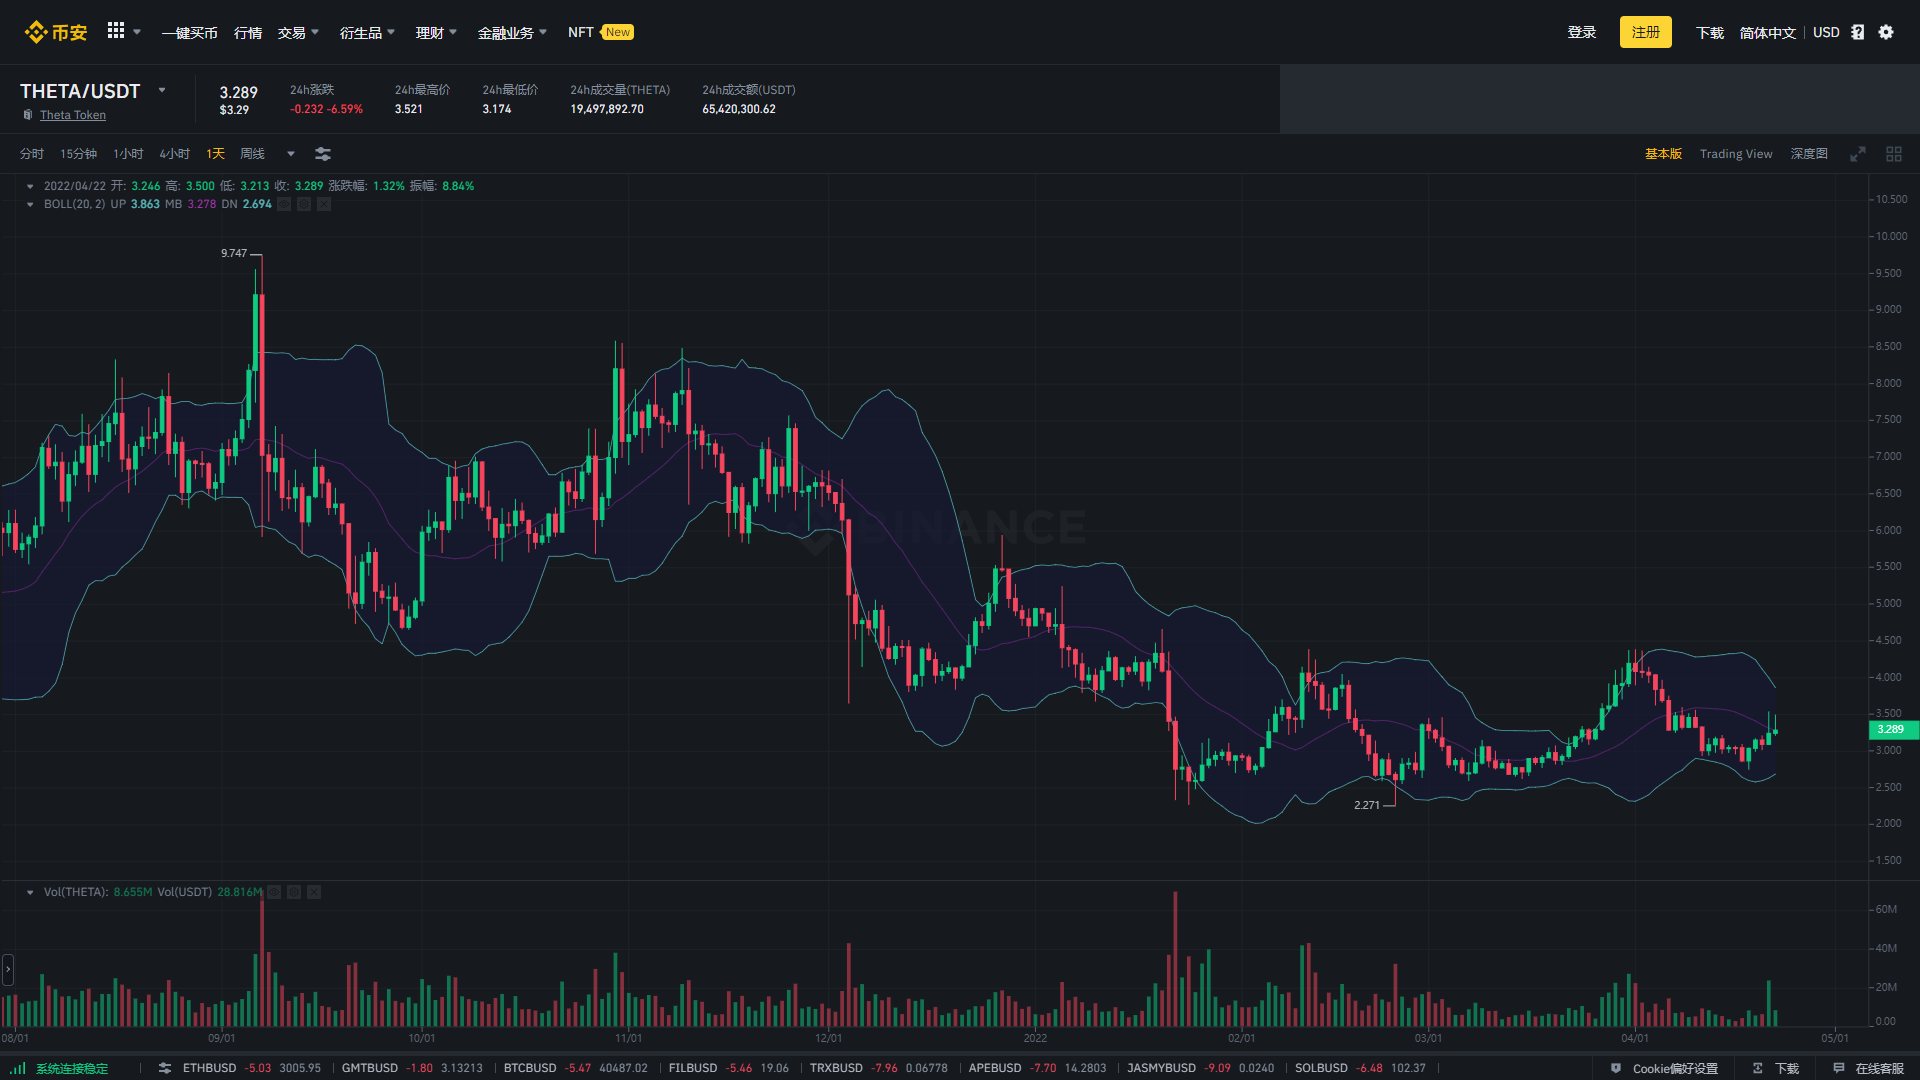 币安 一键买币 行情 交易 衍生品 理财 金融业务 NFT New 登录 注册 下载 简体中文 USD
THETA/USDT
Theta Token
3.289
$3.29
24h涨跌 24h最高价 24h最低价 24h成交量(THETA) 24h成交额(USDT)
-0.232 -6.59% 3.521 3.174 19,497,892.70 65,420,300.62
分时 15分钟 1小时 4小时 1天 周线 基本版 Trading View 深度图
2022/04/22 开: 3.246 高: 3.500 低: 3.213 收: 3.289 涨跌幅: 1.32% 振幅: 8.84%
BOLL(20, 2) UP 3.863 MB 3.278 DN 2.694
10.500
10.000
9.747
9.500
9.000
8.500
8.000
7.500
7.000
6.500
6.000
BINANCE
5.500
5.000
4.500
4.000
3.500
3.289
3.000
2.500
2.271
2.000
1.500
Vol(THETA): 8.655M Vol(USDT) 28.816M
60M
40M
20M
0.00
08/01 09/01 10/01 11/01 12/01 2022 02/01 03/01 04/01 05/01
系统连接稳定 ETHBUSD -5.03 3005.95 GMTBUSD -1.80 3.13213 BTCBUSD -5.47 40487.02 FILBUSD -5.46 19.06 TRXBUSD -7.96 0.06778 APEBUSD -7.70 14.2803 JASMYBUSD -9.09 0.0240 SOLBUSD -6.48 102.37 Cookie偏好设置 下载 在线客服